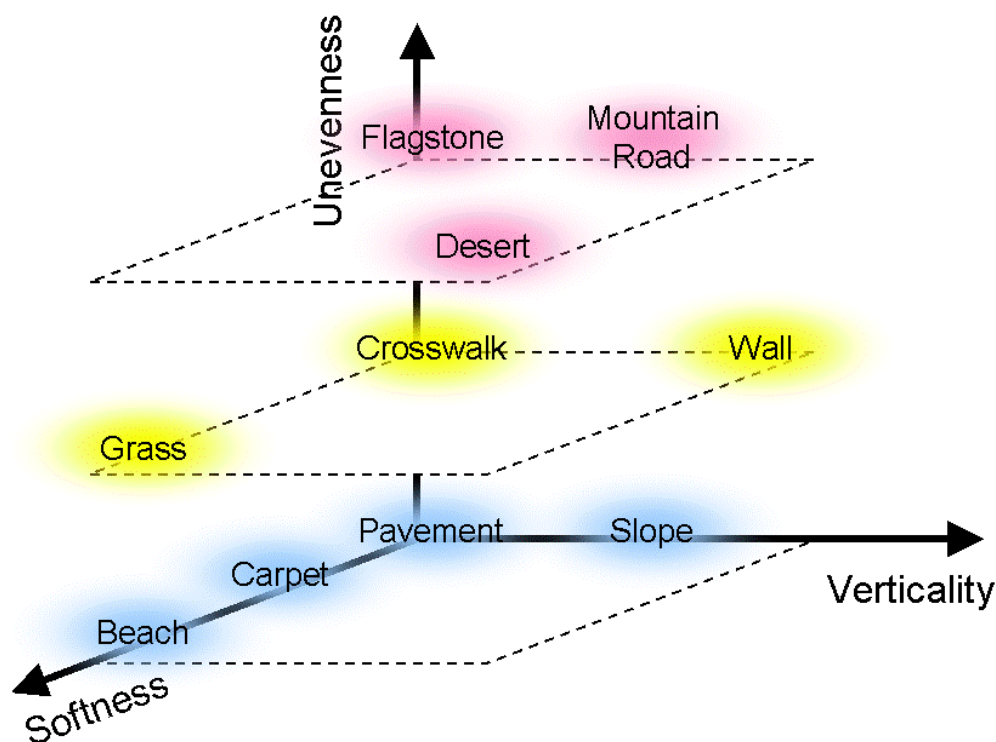 Unevenness
Flagstone
Mountain
Road
Desert
Crosswalk
Wall
Grass
Pavement
Slope
Carpet
Verticality
Beach
Softness